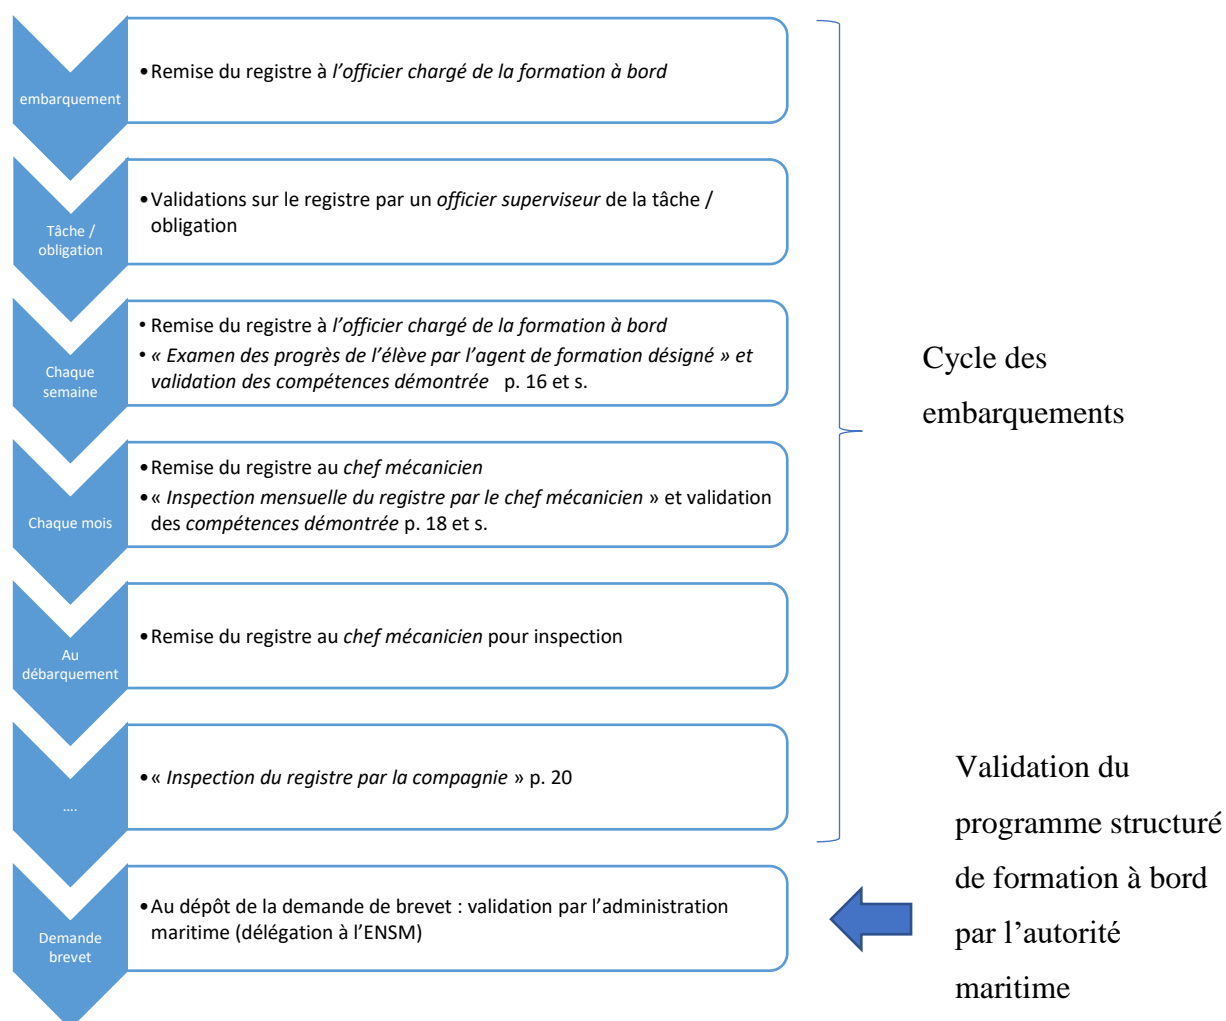 embarquement
•Remise du registre à l’officier chargé de la formation à bord
Tâche /
obligation
•Validations sur le registre par un officier superviseur de la tâche /
obligation
Chaque
semaine
• Remise du registre à l’officier chargé de la formation à bord
• « Examen des progrès de l’élève par l’agent de formation désigné » et
validation des compétences démontrée p. 16 et s.
Cycle des
embarquements
Chaque mois
•Remise du registre au chef mécanicien
•« Inspection mensuelle du registre par le chef mécanicien » et validation
des compétences démontrée p. 18 et s.
Au
débarquement
•Remise du registre au chef mécanicien pour inspection
....
•« Inspection du registre par la compagnie » p. 20
Demande
brevet
•Au dépôt de la demande de brevet : validation par l’administration
maritime (délégation à l’ENSM)
Validation du
programme structuré
de formation à bord
par l’autorité
maritime